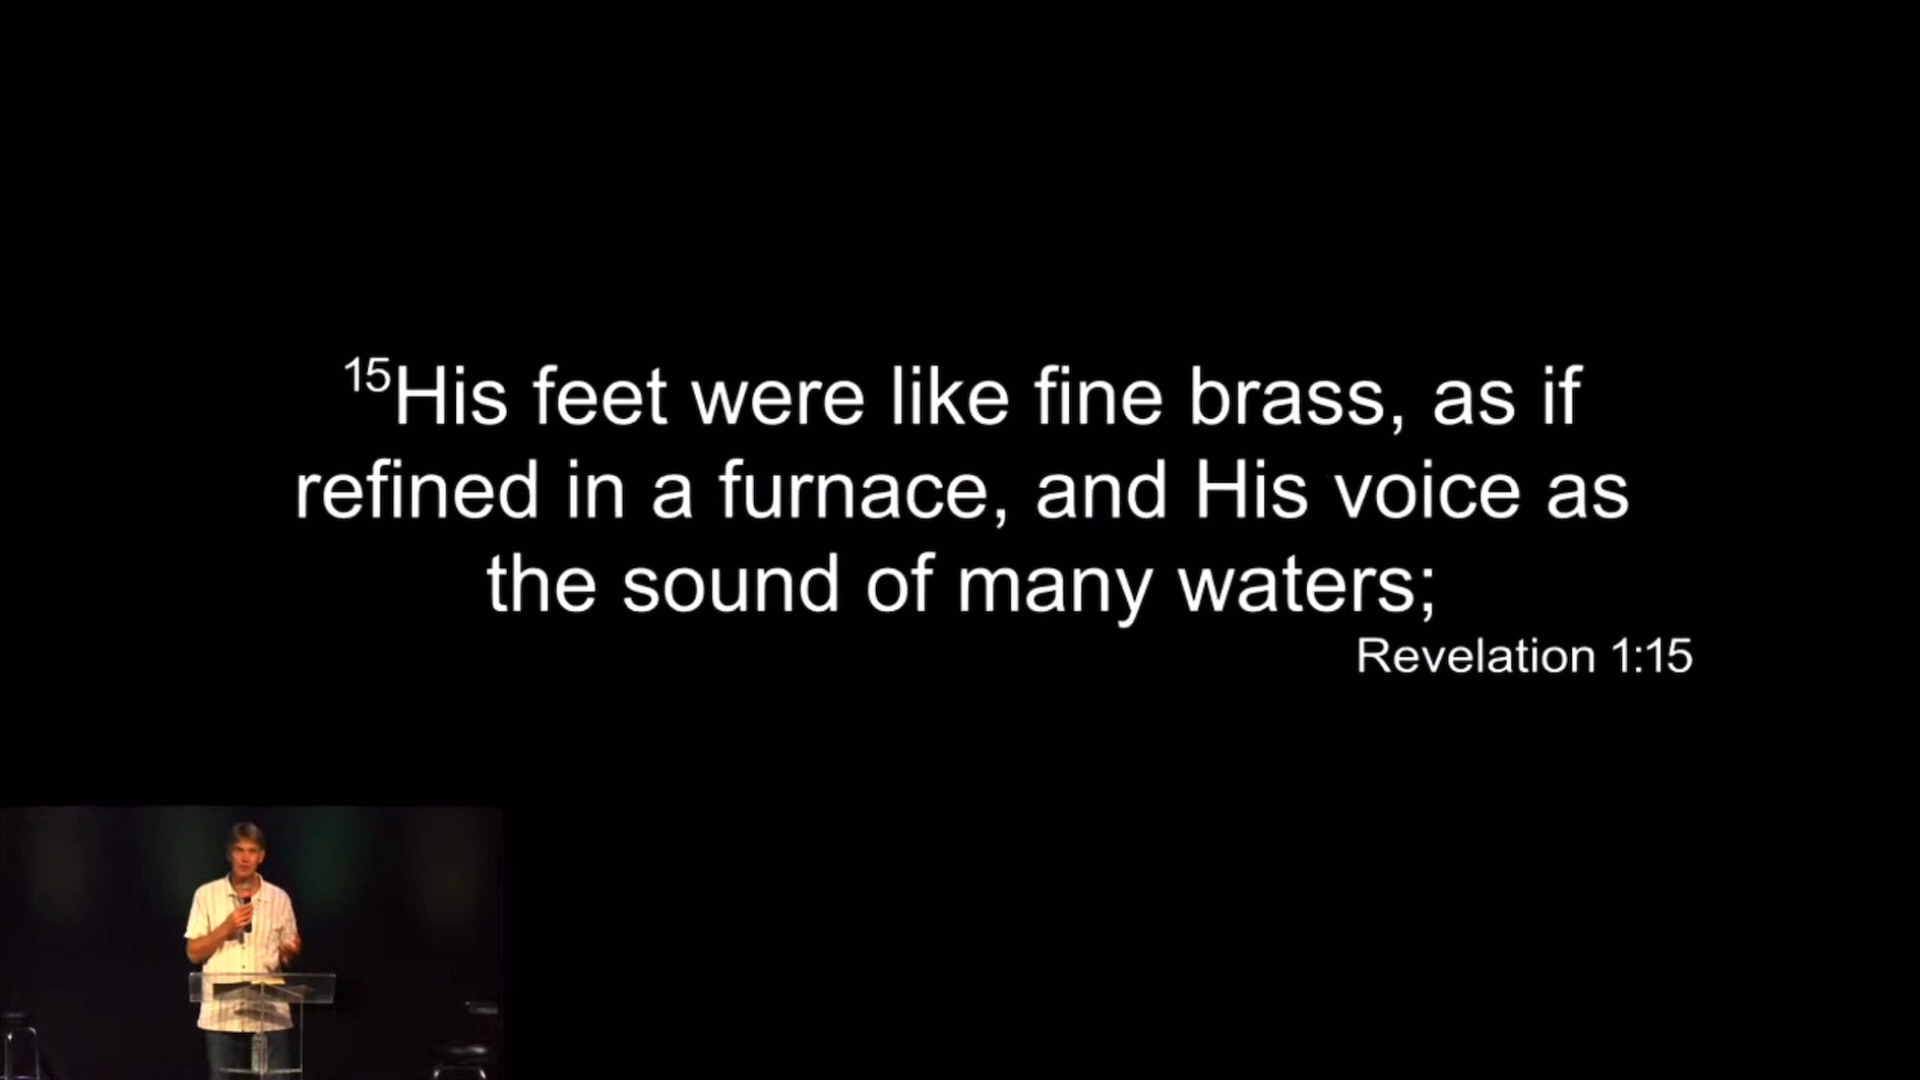 15His feet were like fine brass, as if
refined in a furnace, and His voice as
the sound of many waters;
Revelation 1:15